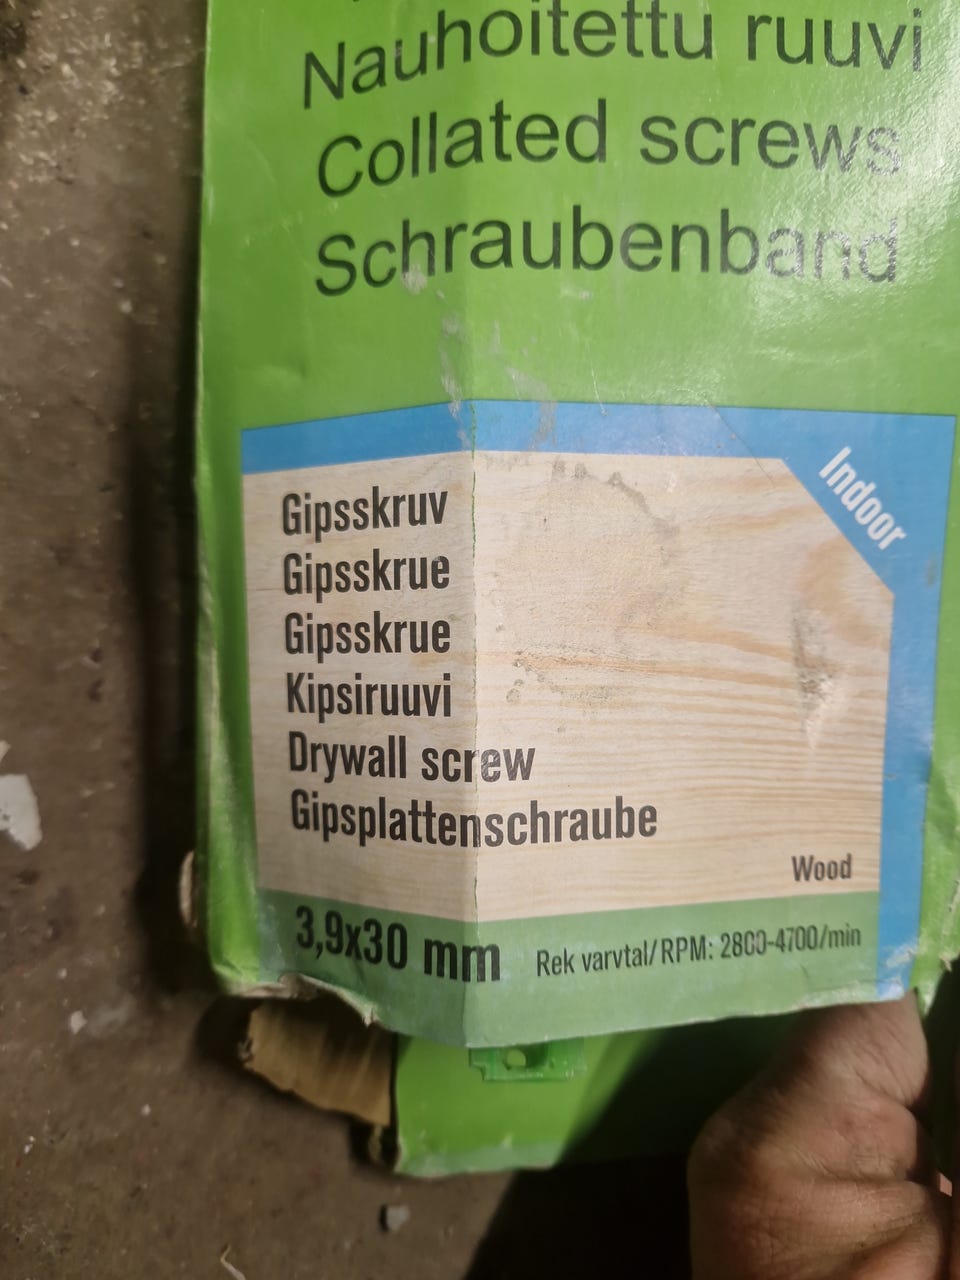 Nauhoitettu ruuvi
Collated screws
Schraubenband
Indoor
Gipsskruv
Gipsskrue
Gipsskrue
Kipsiruuvi
Drywall screw
Gipsplattenschraube
Wood
3,9x30 mm
Rek varvtal/RPM: 2800-4700/min